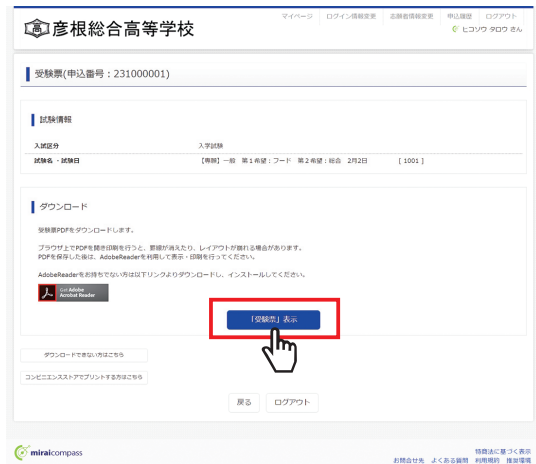 マイページ ログイン情報変更 志願者情報変更 申込履歴 ログアウト
彦根総合高等学校
ヒコソウ タロウ さん
受験票(申込番号：231000001)
試験情報
入試区分 入学試験
試験名 ・試験日 【専願】一般 第１希望：フード 第２希望：総合 2月2日 [ 1001 ]
ダウンロード
受験票PDFをダウンロードします。
ブラウザ上でPDFを開き印刷を行うと、罫線が消えたり、レイアウトが崩れる場合があります。
PDFを保存した後は、AdobeReaderを利用して表示・印刷を行ってください。
AdobeReaderをお持ちでない方は以下リンクよりダウンロードし、インストールしてください。
Get Adobe
Acrobat Reader
「受験票」表示
ダウンロードできない方はこちら
コンビニエンスストアでプリントする方はこちら
戻る ログアウト
miraicompass
特商法に基づく表示
お問合せ先 よくある質問 利用規約 推奨環境